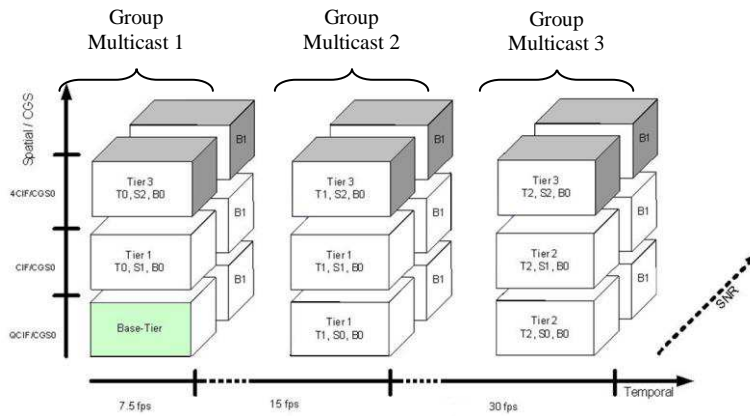 Group
Multicast 1
Group
Multicast 2
Group
Multicast 3
Spatial / CGS
4CIF/CGS0
CIF/CGS0
QCIF/CGS0
B1
Tier 3
T0, S2, B0
B1
Tier 1
T0, S1, B0
B1
Base-Tier
B1
Tier 3
T1, S2, B0
B1
Tier 1
T1, S1, B0
B1
Tier 1
T1, S0, B0
B1
Tier 3
T2, S2, B0
B1
Tier 2
T2, S1, B0
B1
Tier 2
T2, S0, B0
SNR
Temporal
7.5 fps
15 fps
30 fps